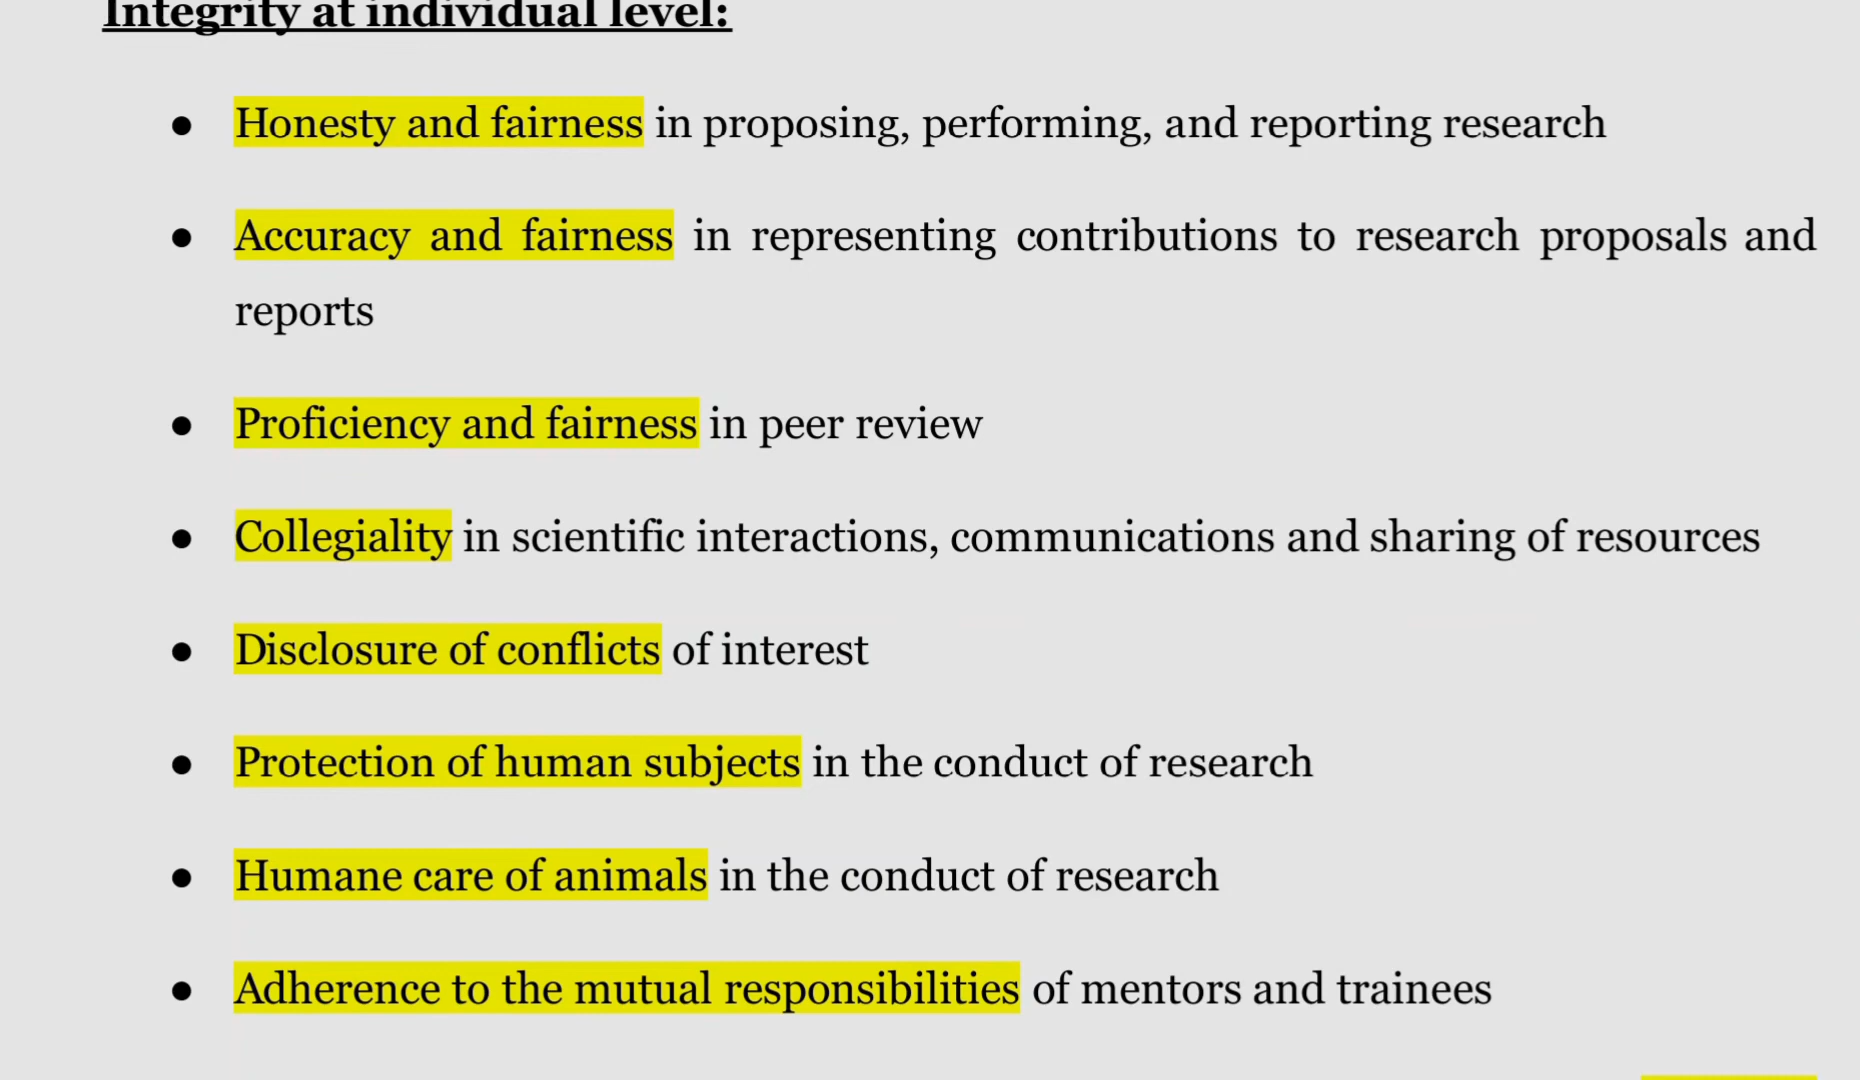 Integrity at individual level:
● Honesty and fairness in proposing, performing, and reporting research
● Accuracy and fairness in representing contributions to research proposals and
reports
● Proficiency and fairness in peer review
● Collegiality in scientific interactions, communications and sharing of resources
● Disclosure of conflicts of interest
● Protection of human subjects in the conduct of research
● Humane care of animals in the conduct of research
● Adherence to the mutual responsibilities of mentors and trainees